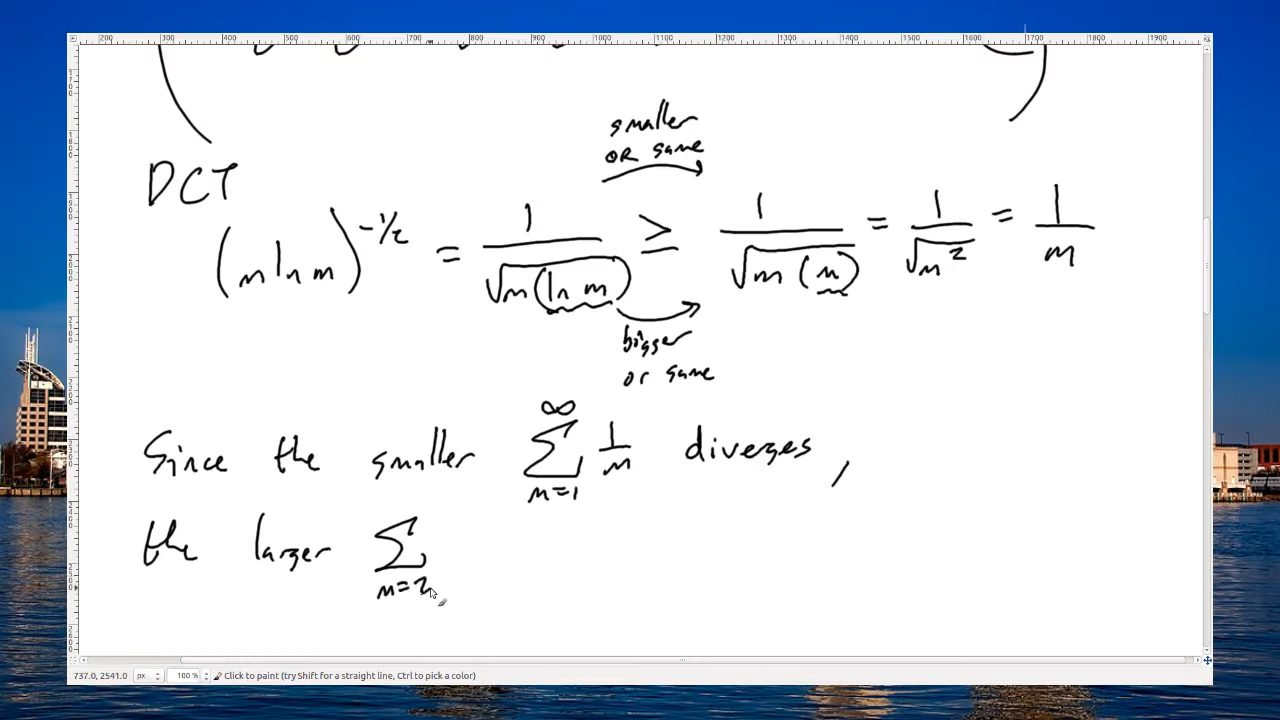 smaller
OR same
DCT
(n ln n)^{-1/2} = 1/√n(ln n) ≥ 1/√n(n) = 1/√n² = 1/n
bigger
or same
Since the smaller ∑_{n=1}^{∞} 1/n diverges,
the larger ∑_{n=2}
737.0, 2541.0 px 100 % Click to paint (try Shift for a straight line, Ctrl to pick a color)